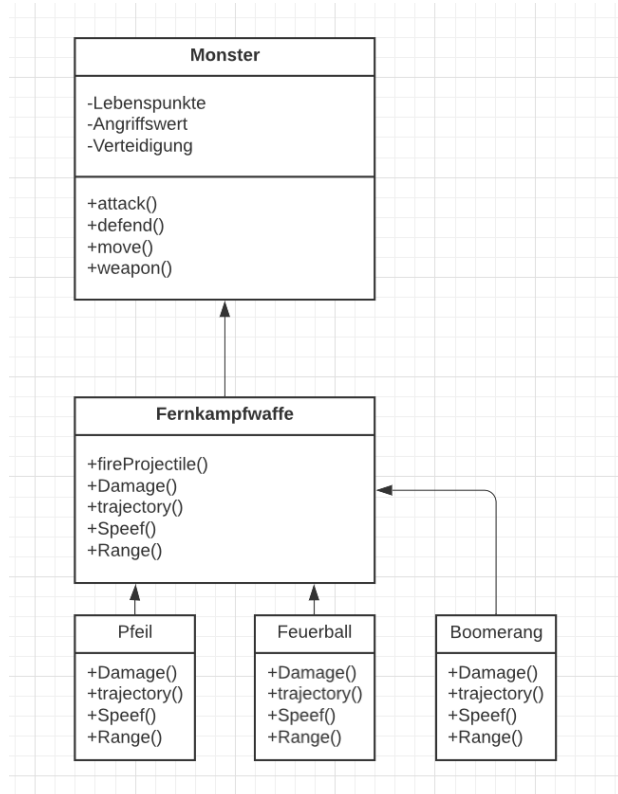 Monster
-Lebenspunkte
-Angriffswert
-Verteidigung
+attack()
+defend()
+move()
+weapon()
Fernkampfwaffe
+fireProjectile()
+Damage()
+trajectory()
+Speef()
+Range()
Pfeil
+Damage()
+trajectory()
+Speef()
+Range()
Feuerball
+Damage()
+trajectory()
+Speef()
+Range()
Boomerang
+Damage()
+trajectory()
+Speef()
+Range()